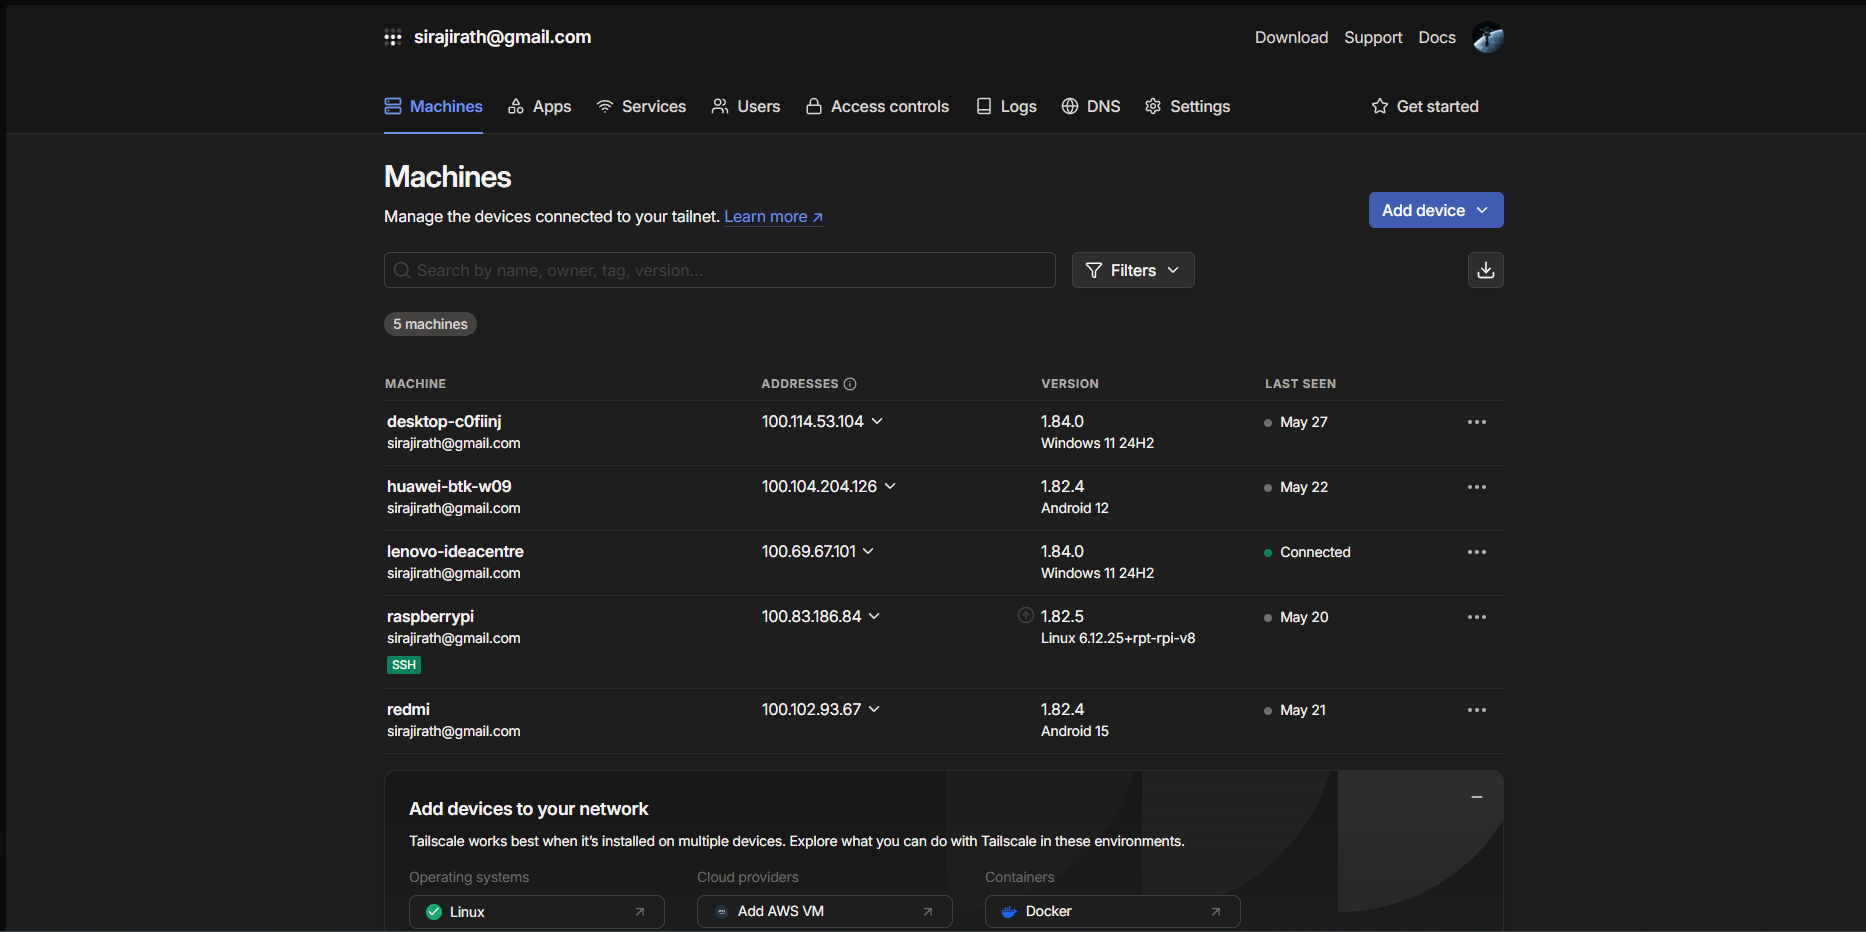 sirajirath@gmail.com
Download Support Docs
Machines Apps Services Users Access controls Logs DNS Settings Get started
Machines
Manage the devices connected to your tailnet. Learn more ↗
Add device
Search by name, owner, tag, version...
Filters
5 machines
MACHINE ADDRESSES VERSION LAST SEEN
desktop-c0fiinj 100.114.53.104 1.84.0 May 27
sirajirath@gmail.com Windows 11 24H2
huawei-btk-w09 100.104.204.126 1.82.4 May 22
sirajirath@gmail.com Android 12
lenovo-ideacentre 100.69.67.101 1.84.0 Connected
sirajirath@gmail.com Windows 11 24H2
raspberrypi 100.83.186.84 1.82.5 May 20
sirajirath@gmail.com Linux 6.12.25+rpt-rpi-v8
SSH
redmi 100.102.93.67 1.82.4 May 21
sirajirath@gmail.com Android 15
Add devices to your network
Tailscale works best when it’s installed on multiple devices. Explore what you can do with Tailscale in these environments.
Operating systems Cloud providers Containers
Linux Add AWS VM Docker